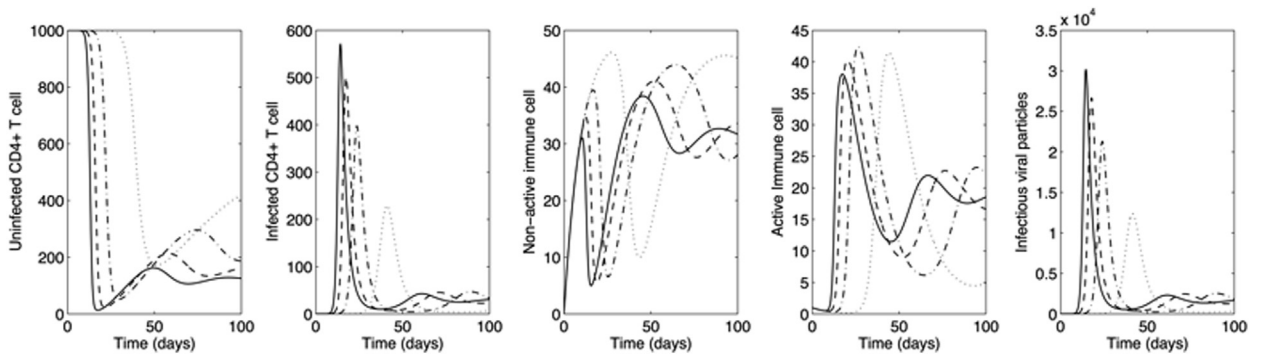 Uninfected CD4+ T cell
1000
800
600
400
200
0
0 50 100
Time (days)
Infected CD4+ T cell
600
500
400
300
200
100
0
0 50 100
Time (days)
Non-active immune cell
50
40
30
20
10
0
0 50 100
Time (days)
Active Immune cell
45
40
35
30
25
20
15
10
5
0
0 50 100
Time (days)
Infectious viral particles
x 10^4
3.5
3
2.5
2
1.5
1
0.5
0
0 50 100
Time (days)